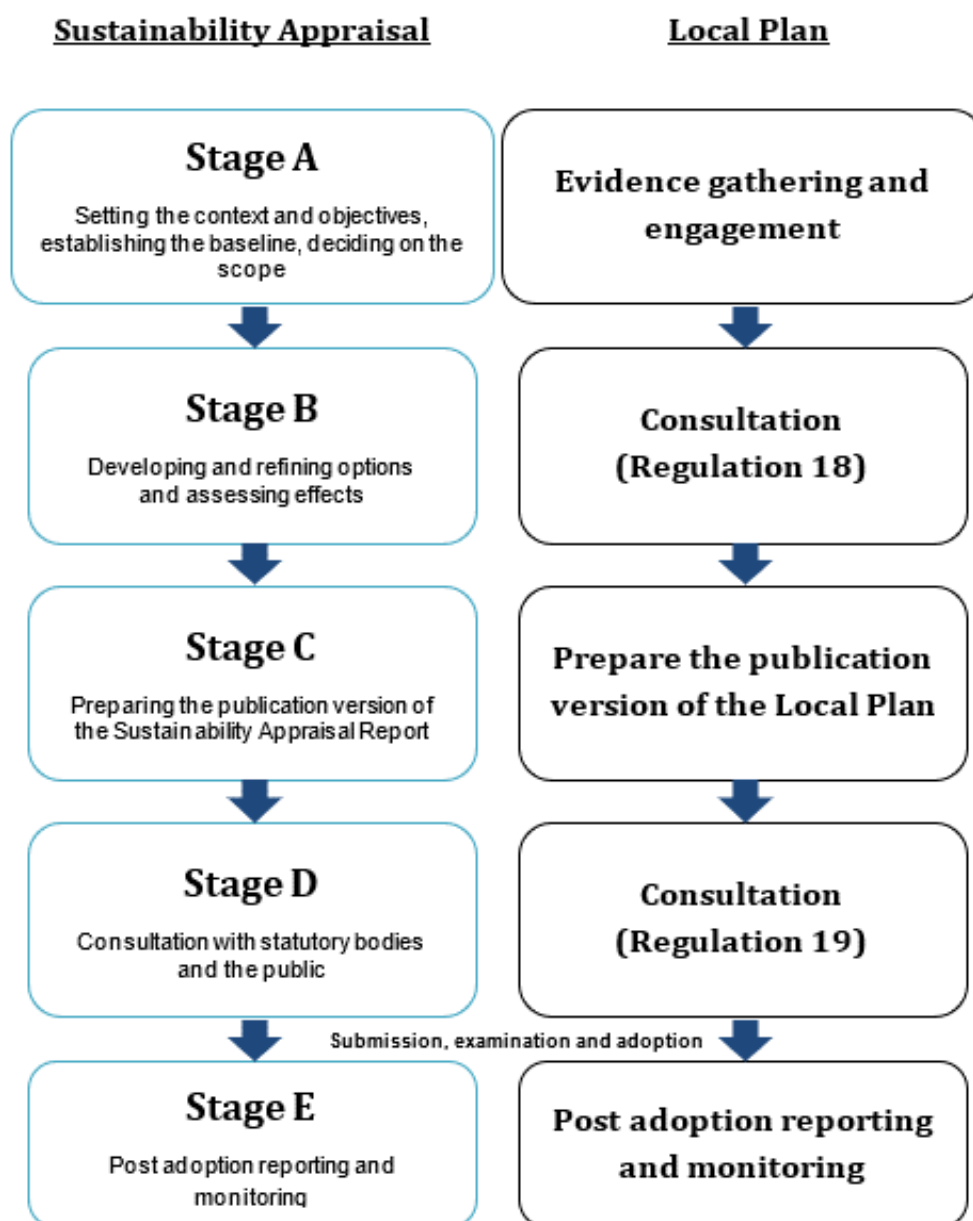 Sustainability Appraisal
Local Plan
Stage A
Setting the context and objectives,
establishing the baseline, deciding on the
scope
Evidence gathering and
engagement
Stage B
Developing and refining options
and assessing effects
Consultation
(Regulation 18)
Stage C
Preparing the publication version of
the Sustainability Appraisal Report
Prepare the publication
version of the Local Plan
Stage D
Consultation with statutory bodies
and the public
Consultation
(Regulation 19)
Submission, examination and adoption
Stage E
Post adoption reporting and
monitoring
Post adoption reporting
and monitoring